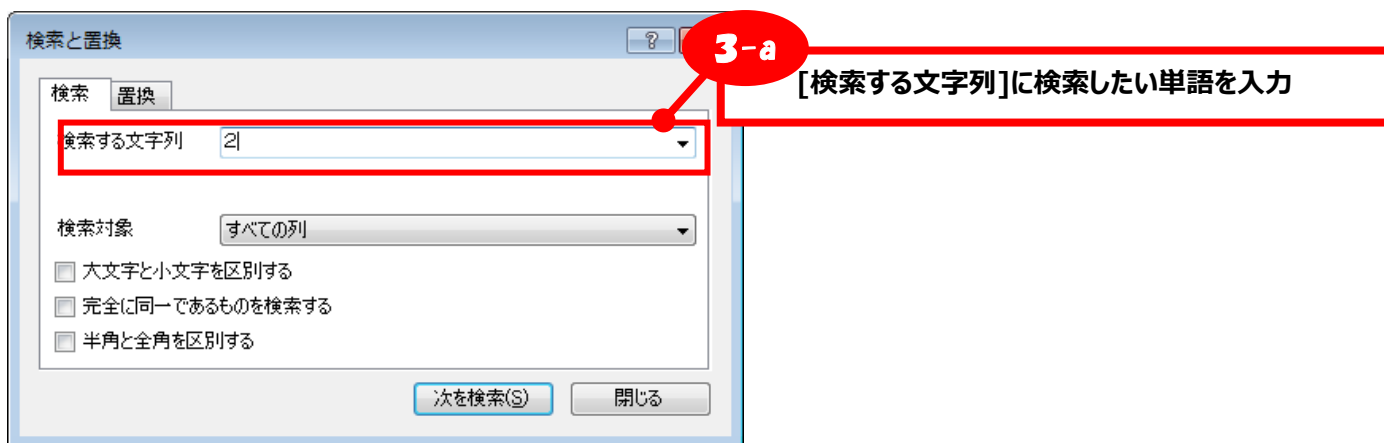 検索と置換
?
3-a
[検索する文字列]に検索したい単語を入力
検索 置換
検索する文字列 2
検索対象 すべての列
大文字と小文字を区別する
完全に同一であるものを検索する
半角と全角を区別する
次を検索(S) 閉じる